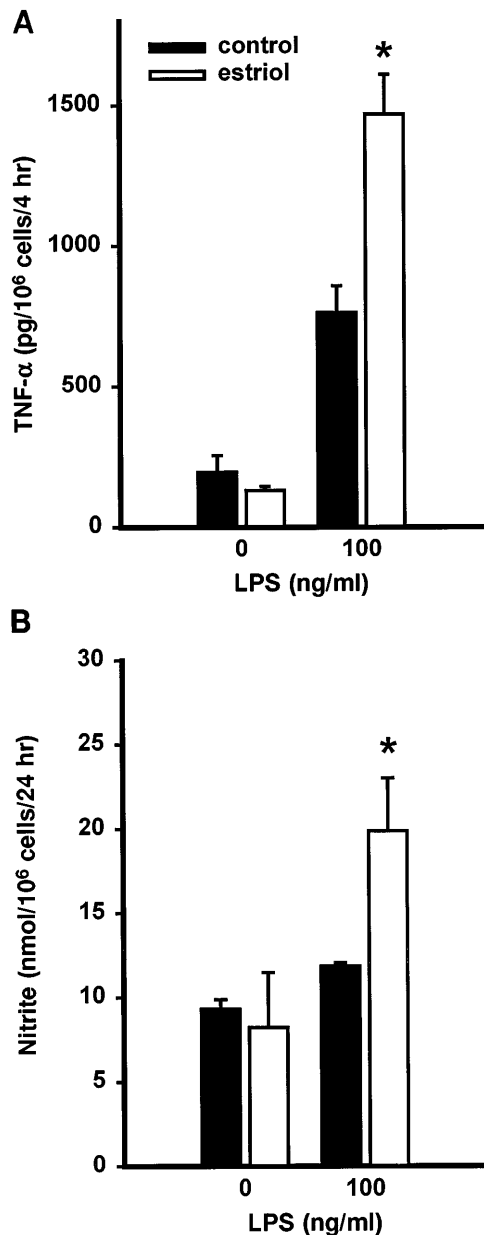 A
control
estriol
*
1500
1000
500
0
TNF-α (pg/10⁶ cells/4 hr)
0 100
LPS (ng/ml)
B
30
25
*
20
15
10
5
0
Nitrite (nmol/10⁶ cells/24 hr)
0 100
LPS (ng/ml)